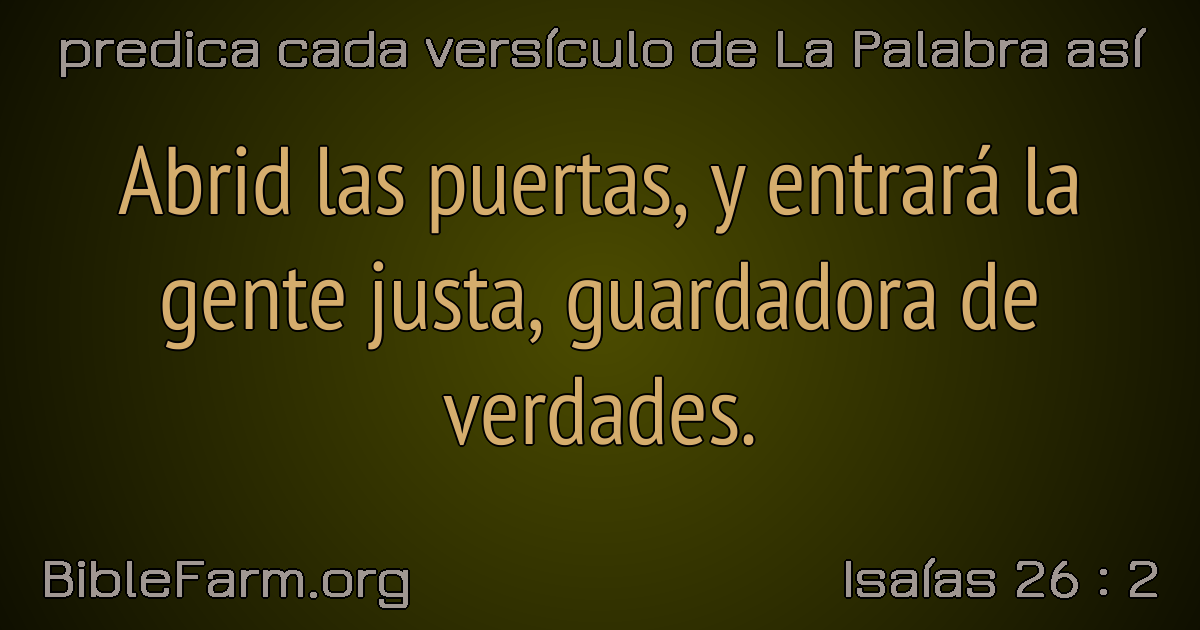 predica cada versículo de La Palabra así
Abrid las puertas, y entrará la
gente justa, guardadora de
verdades.
BibleFarm.org
Isaías 26 : 2